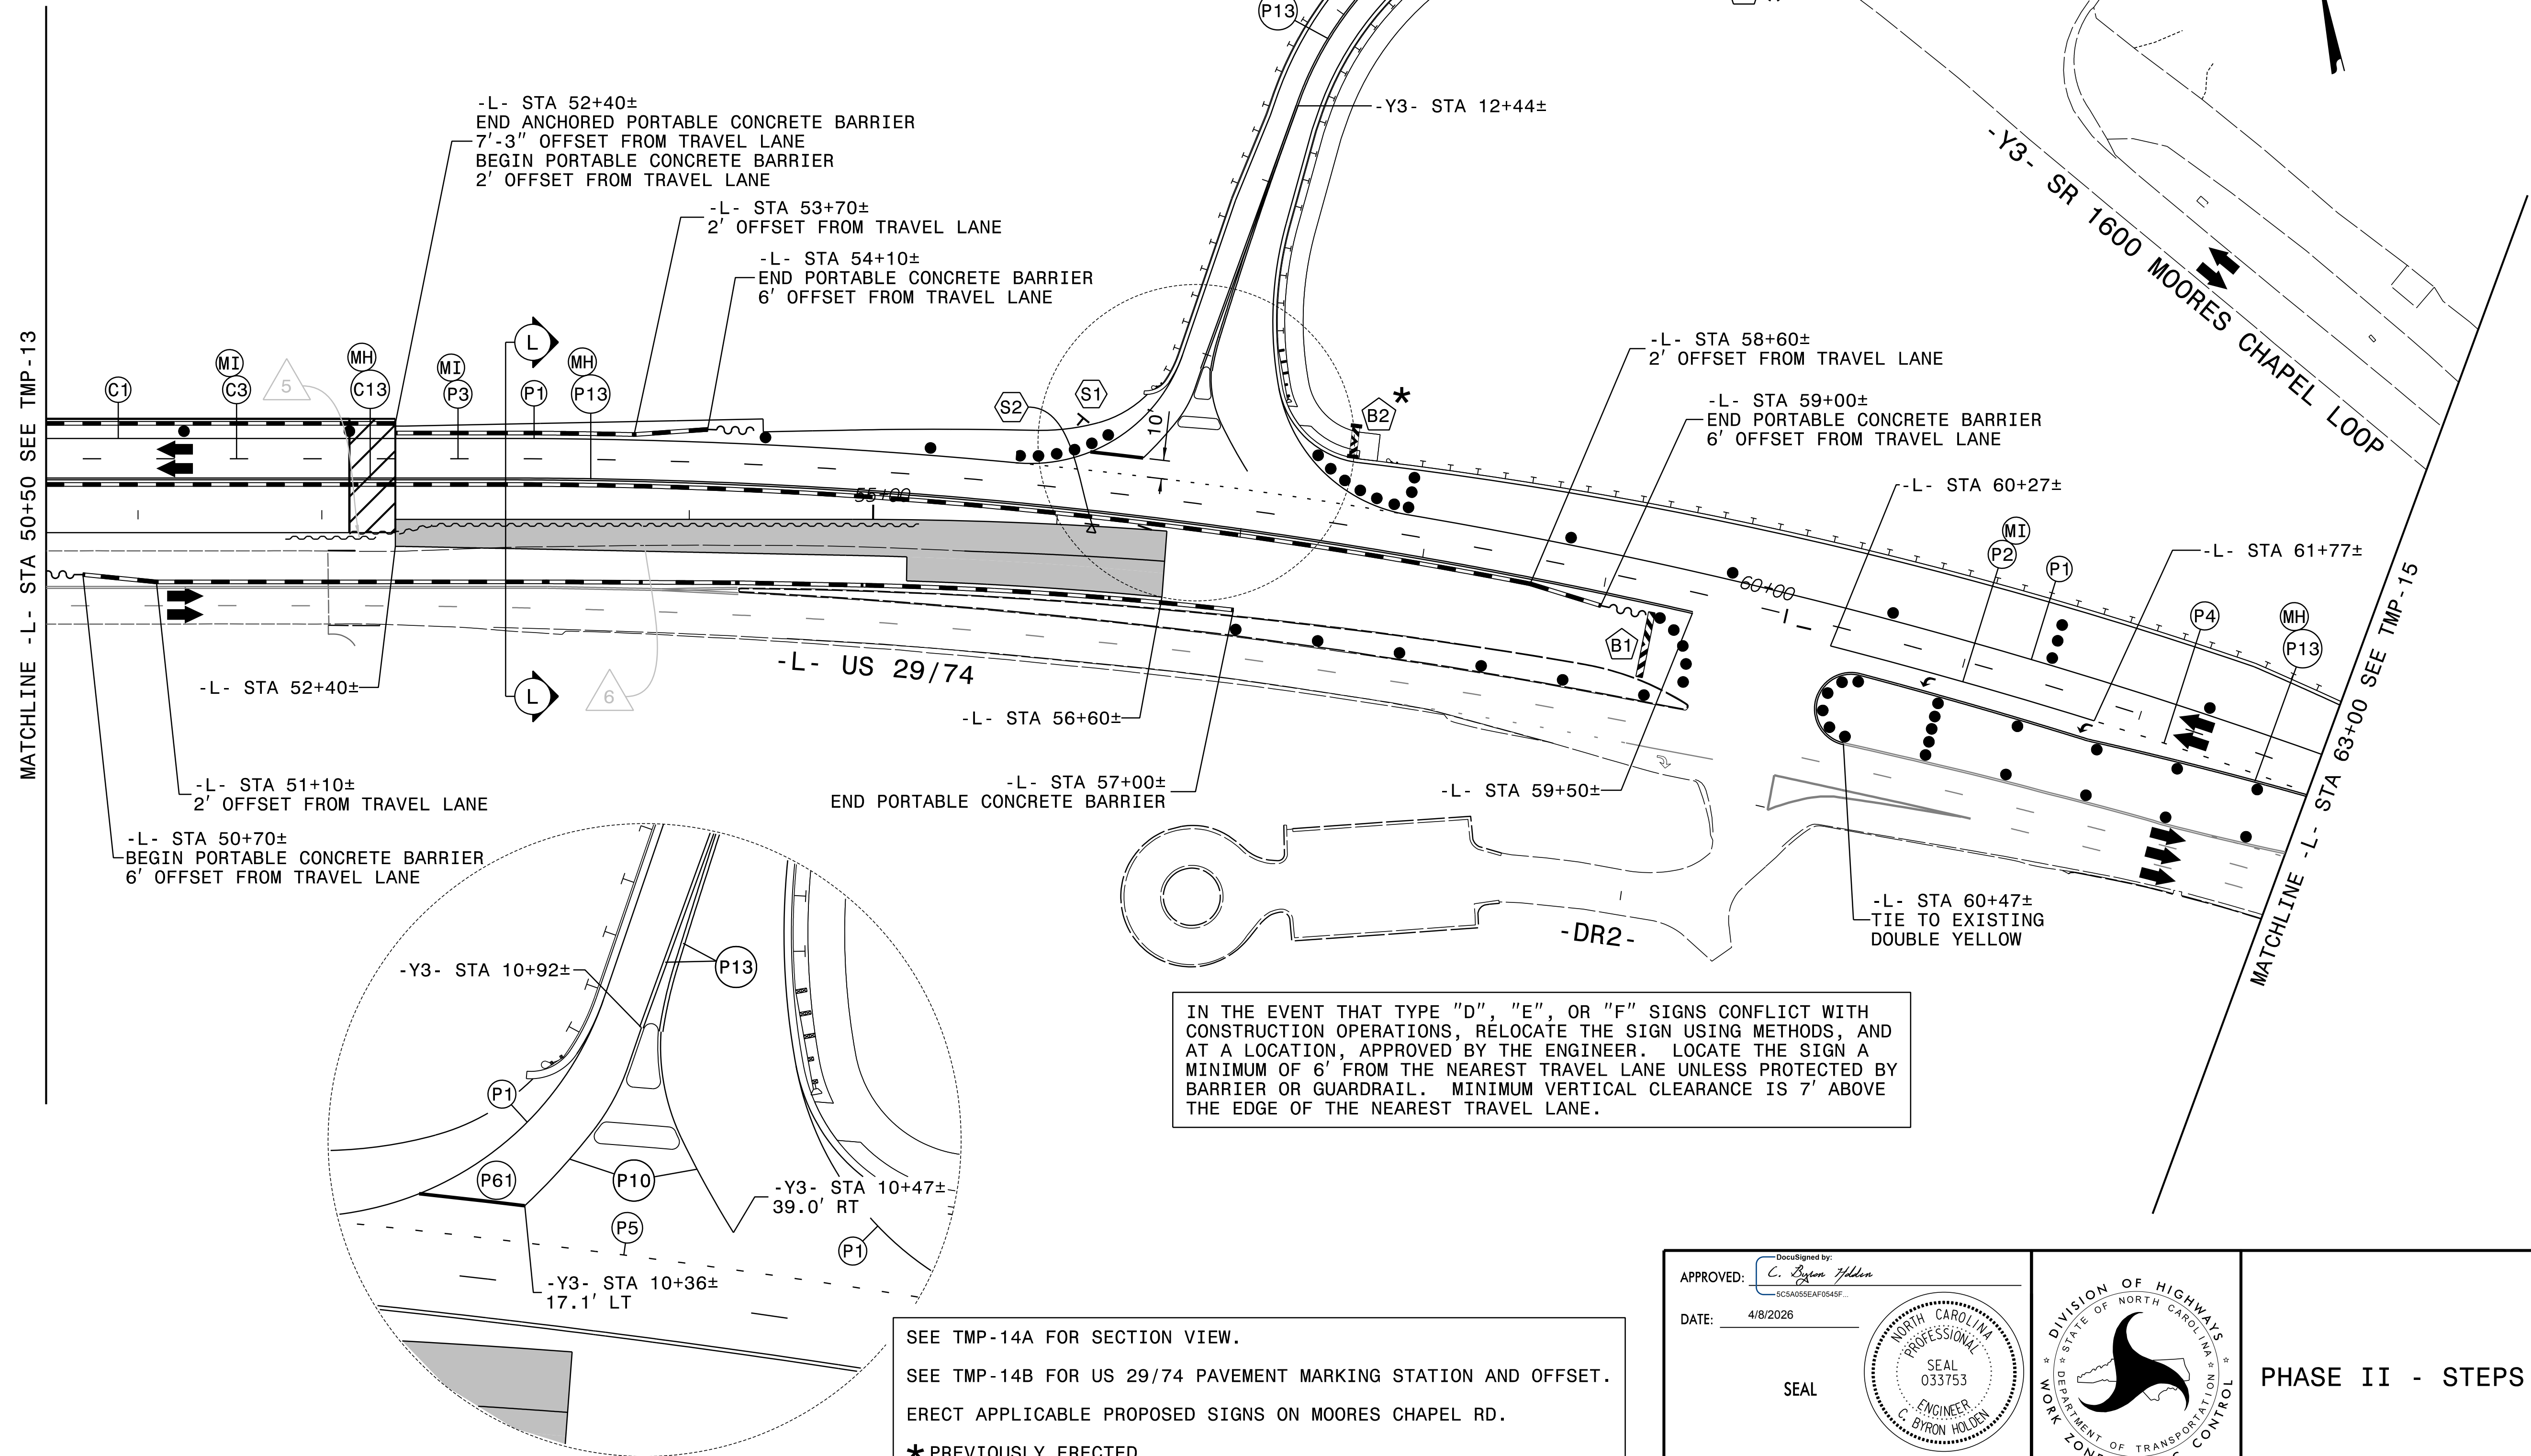 P13
-Y3- STA 12+44±
-L- STA 52+40±
END ANCHORED PORTABLE CONCRETE BARRIER
7'-3" OFFSET FROM TRAVEL LANE
BEGIN PORTABLE CONCRETE BARRIER
2' OFFSET FROM TRAVEL LANE
-L- STA 53+70±
2' OFFSET FROM TRAVEL LANE
-L- STA 54+10±
END PORTABLE CONCRETE BARRIER
6' OFFSET FROM TRAVEL LANE
-Y3- SR 1600 MOORES CHAPEL LOOP
MATCHLINE -L- STA 50+50 SEE TMP-13
C1
MI
C3
5
MH
C13
MI
P3
L
P1
MH
P13
S2
S1
10'
B2
*
-L- STA 58+60±
2' OFFSET FROM TRAVEL LANE
-L- STA 59+00±
END PORTABLE CONCRETE BARRIER
6' OFFSET FROM TRAVEL LANE
-L- STA 60+27±
MI
P2
P1
-L- STA 61+77±
P4
MH
P13
55+00
60+00
B1
MATCHLINE -L- STA 63+00 SEE TMP-15
-L- US 29/74
L
6
-L- STA 52+40±
-L- STA 56+60±
-L- STA 51+10±
2' OFFSET FROM TRAVEL LANE
-L- STA 57+00±
END PORTABLE CONCRETE BARRIER
-L- STA 59+50±
-L- STA 50+70±
BEGIN PORTABLE CONCRETE BARRIER
6' OFFSET FROM TRAVEL LANE
-L- STA 60+47±
TIE TO EXISTING
DOUBLE YELLOW
-DR2-
-Y3- STA 10+92±
P13
P1
P61
P10
-Y3- STA 10+47±
39.0' RT
P5
P1
-Y3- STA 10+36±
17.1' LT
IN THE EVENT THAT TYPE "D", "E", OR "F" SIGNS CONFLICT WITH
CONSTRUCTION OPERATIONS, RELOCATE THE SIGN USING METHODS, AND
AT A LOCATION, APPROVED BY THE ENGINEER. LOCATE THE SIGN A
MINIMUM OF 6' FROM THE NEAREST TRAVEL LANE UNLESS PROTECTED BY
BARRIER OR GUARDRAIL. MINIMUM VERTICAL CLEARANCE IS 7' ABOVE
THE EDGE OF THE NEAREST TRAVEL LANE.
SEE TMP-14A FOR SECTION VIEW.
SEE TMP-14B FOR US 29/74 PAVEMENT MARKING STATION AND OFFSET.
ERECT APPLICABLE PROPOSED SIGNS ON MOORES CHAPEL RD.
* PREVIOUSLY ERECTED
DocuSigned by:
APPROVED: C. Byron Holden
5C5A055EAF0545F...
DATE: 4/8/2026
SEAL
NORTH CAROLINA
PROFESSIONAL
SEAL
033753
ENGINEER
C. BYRON HOLDEN
DIVISION OF HIGHWAYS
STATE OF NORTH CAROLINA
DEPARTMENT OF TRANSPORTATION
WORK ZONE
CONTROL
PHASE II - STEPS